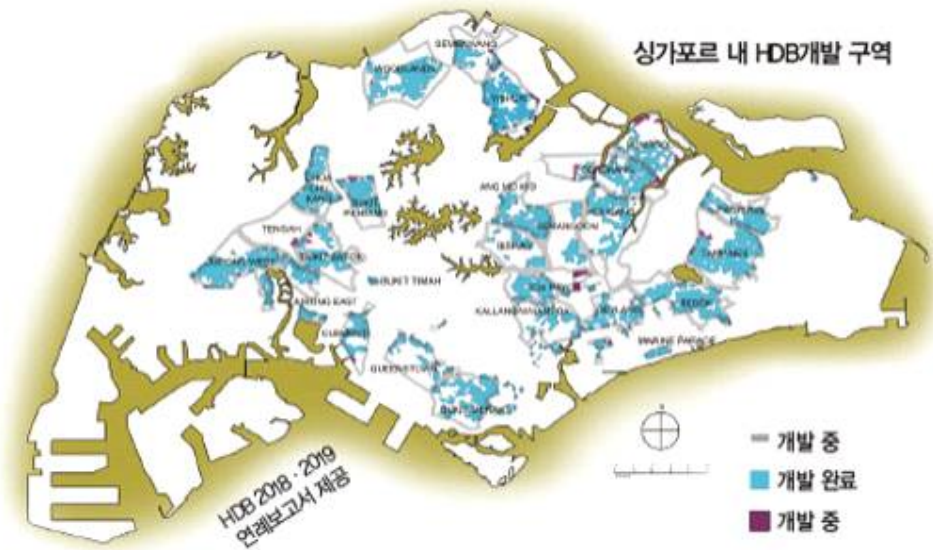 싱가포르 내 HDB개발 구역
SEMBAWANG
WOODLANDS
YISHUN
PUNGGOL
SENGKANG
CHOA
CHU
KANG
BUKIT
PANJANG
ANG MO KIO
HOUGANG
SERANGOON
PASIR RIS
TENGAH
BISHAN
TAMPINES
JURONG WEST
BUKIT BATOK
BUKIT TIMAH
TOA PAYOH
JURONG EAST
KALLANG/WHAMPOA
GEYLANG
BEDOK
CLEMENTI
MARINE PARADE
QUEENSTOWN
BUKIT MERAH
개발 중
개발 완료
개발 중
HDB 2018·2019
연례보고서 제공